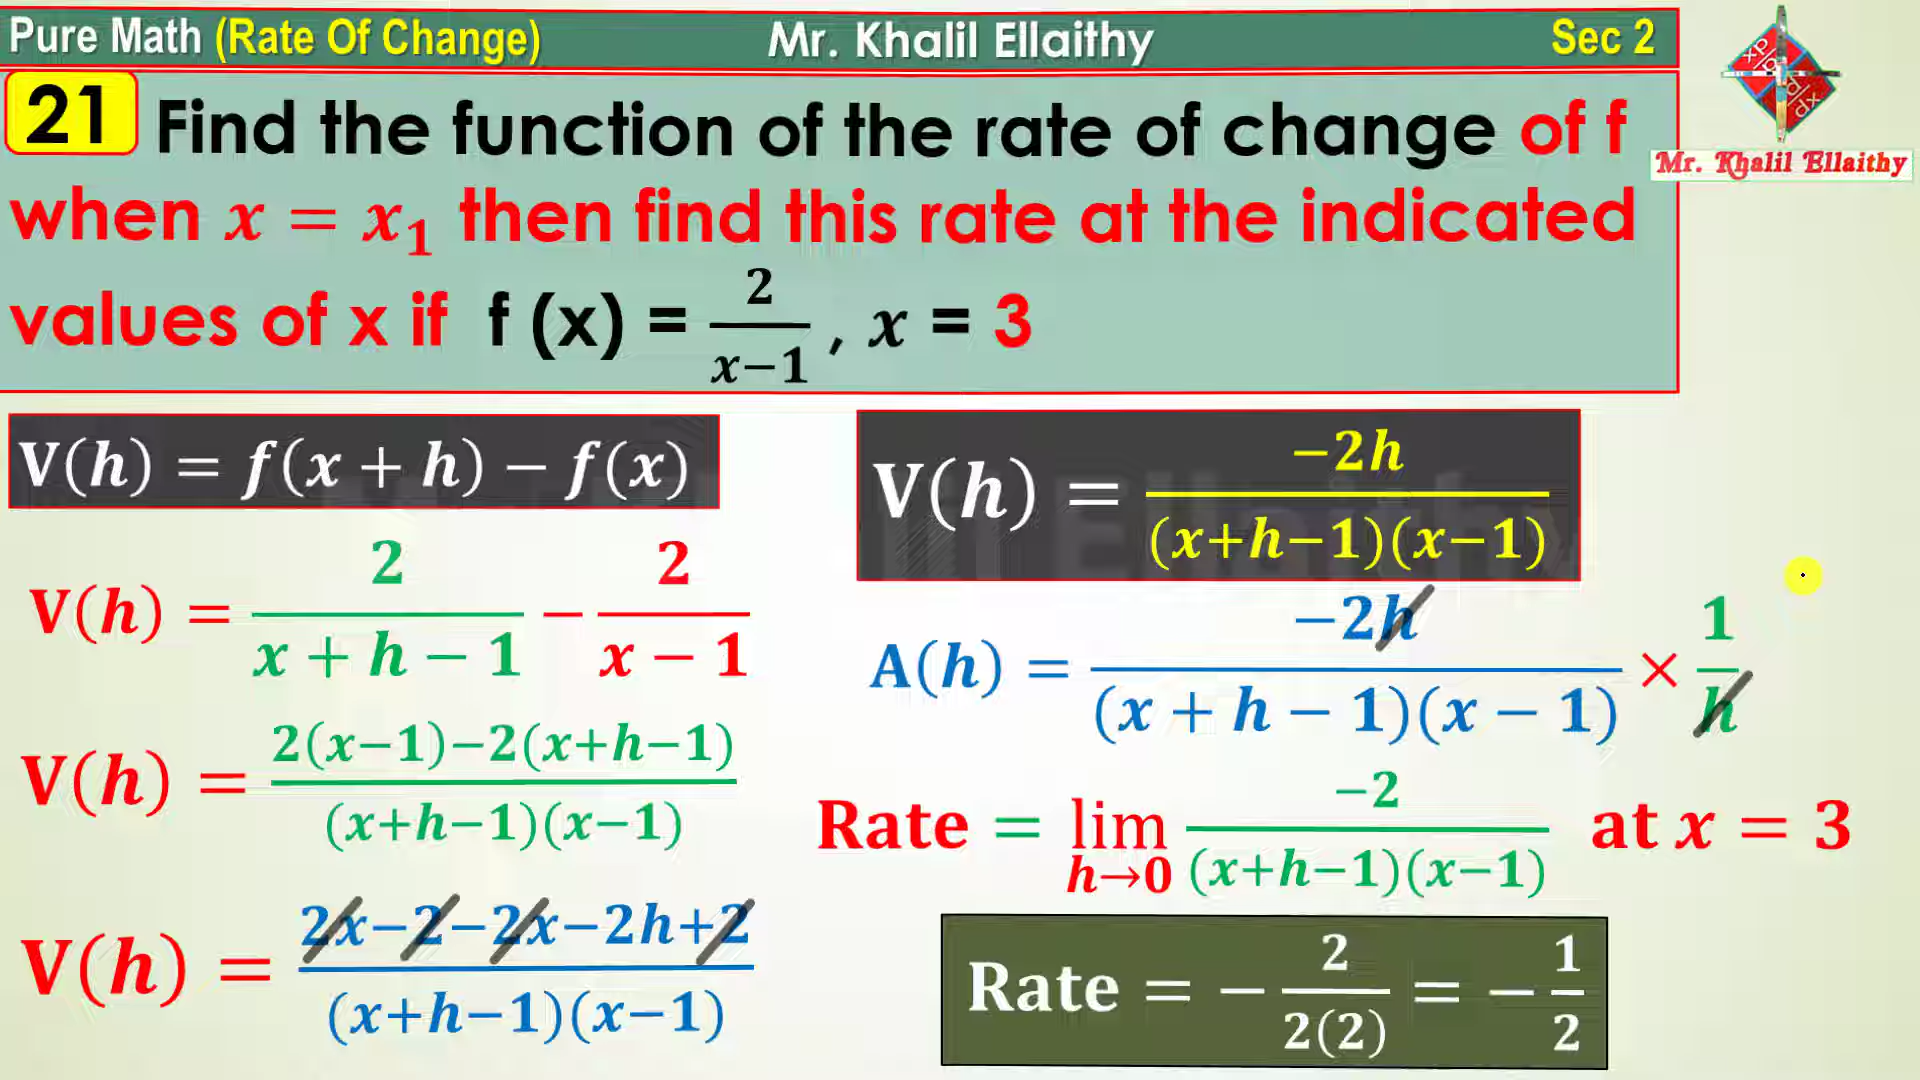 Pure Math (Rate Of Change) Mr. Khalil Ellaithy Sec 2
Mr. Khalil Ellaithy
21 Find the function of the rate of change of f
when x = x₁ then find this rate at the indicated
values of x if f (x) = 2/(x−1) , x = 3
V(h) = f(x + h) − f(x)
V(h) = 2/(x + h − 1) − 2/(x − 1)
V(h) = (2(x−1)−2(x+h−1))/((x+h−1)(x−1))
V(h) = (2x−2−2x−2h+2)/((x+h−1)(x−1))
V(h) = −2h/((x+h−1)(x−1))
A(h) = −2h/((x + h − 1)(x − 1)) × 1/h
Rate = lim h→0 −2/((x+h−1)(x−1)) at x = 3
Rate = − 2/(2(2)) = − 1/2